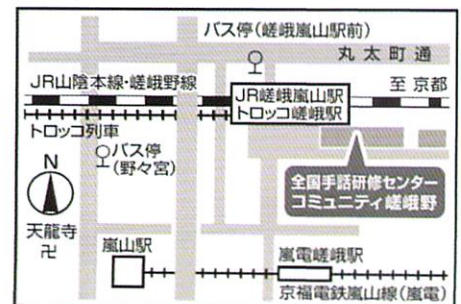 バス停(嵯峨嵐山駅前)
丸太町通
JR山陰本線・嵯峨野線
至 京都
JR嵯峨嵐山駅
トロッコ嵯峨駅
トロッコ列車
バス停
(野々宮)
N
全国手話研修センター
コミュニティ嵯峨野
天龍寺
卍
嵐山駅
嵐電嵯峨駅
京福電鉄嵐山線(嵐電)